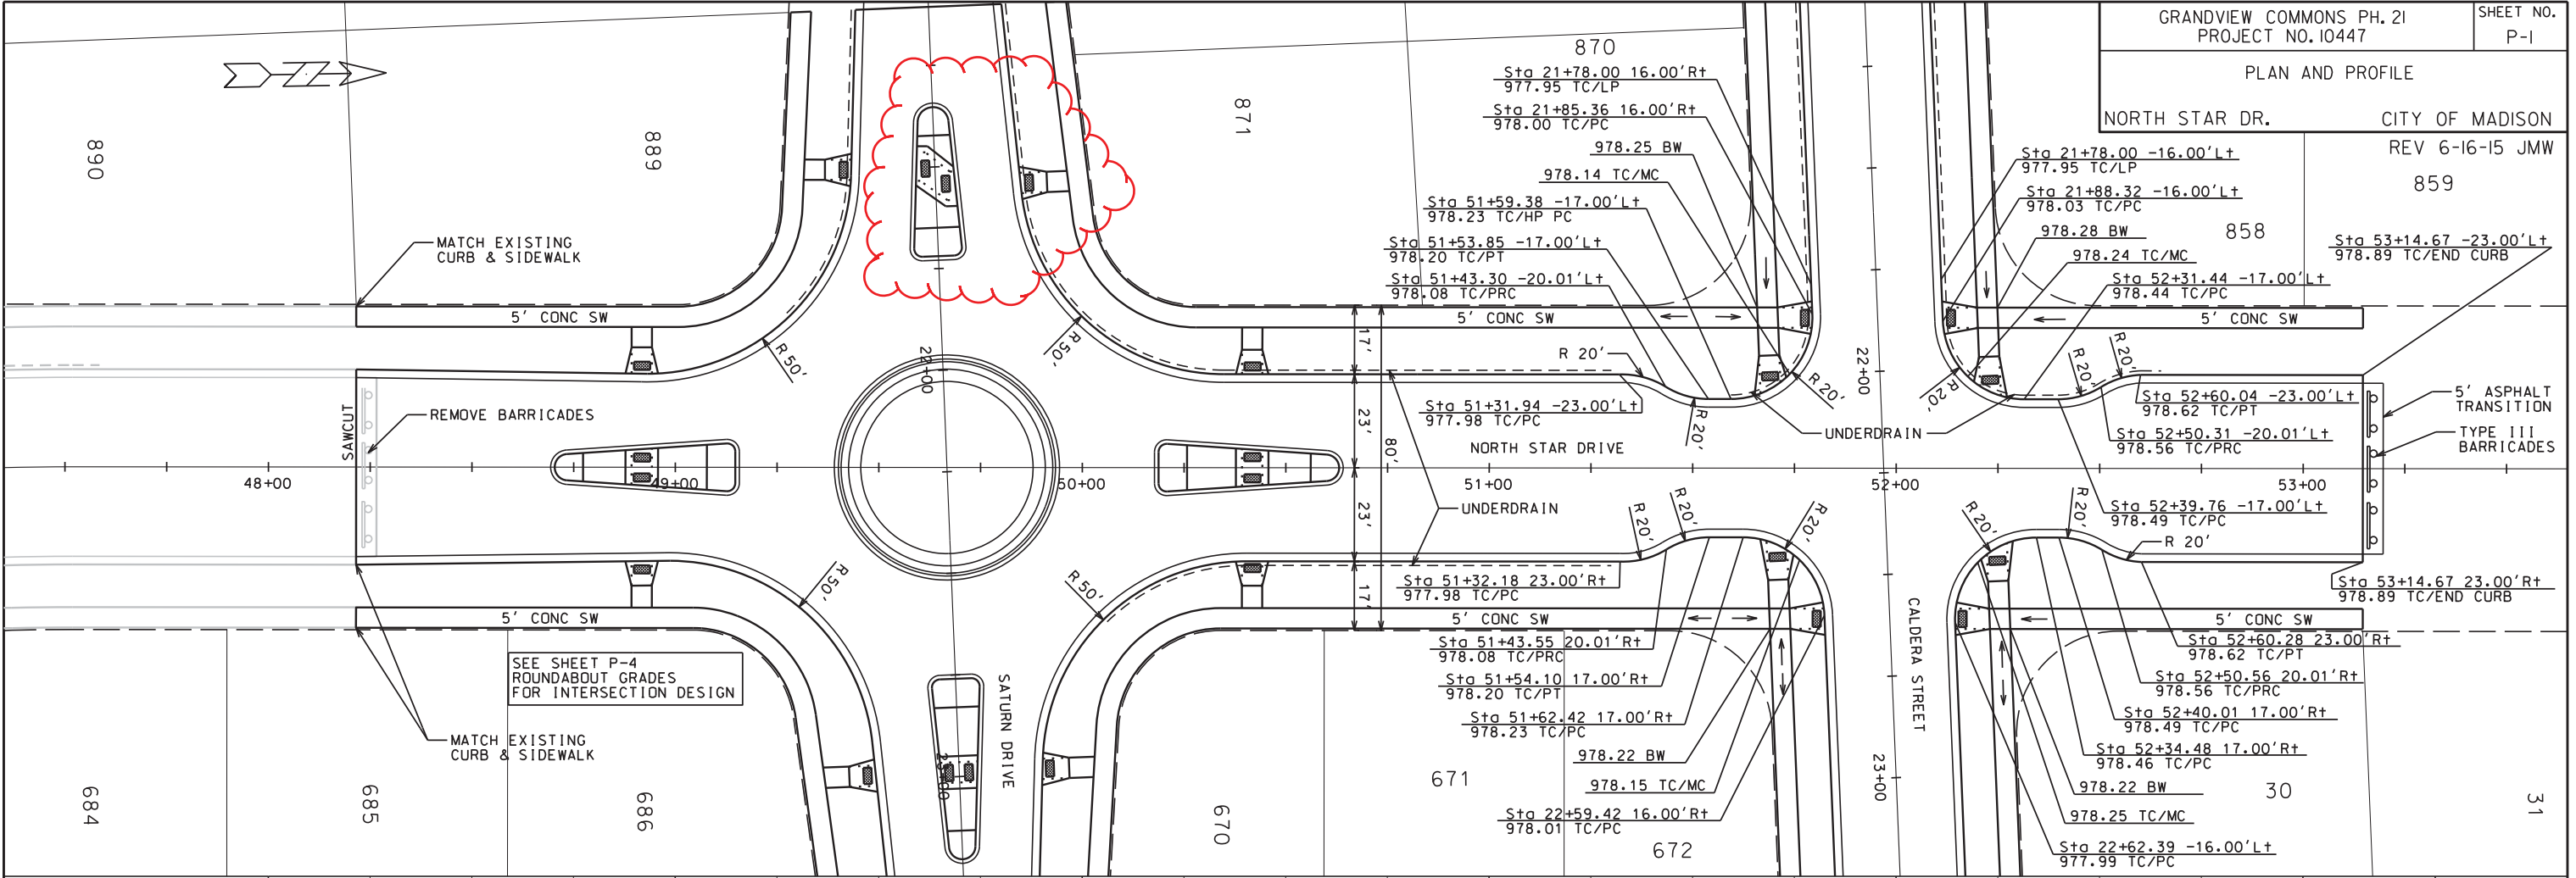 GRANDVIEW COMMONS PH. 21
PROJECT NO. 10447
SHEET NO.
P-1
PLAN AND PROFILE
NORTH STAR DR.
CITY OF MADISON
REV 6-16-15 JMW
N
890
889
871
870
859
858
Sta 21+78.00 16.00'Rt
977.95 TC/LP
Sta 21+85.36 16.00'Rt
978.00 TC/PC
978.25 BW
978.14 TC/MC
Sta 51+59.38 -17.00'Lt
978.23 TC/HP PC
Sta 51+53.85 -17.00'Lt
978.20 TC/PT
Sta 51+43.30 -20.01'Lt
978.08 TC/PRC
Sta 21+78.00 -16.00'Lt
977.95 TC/LP
Sta 21+88.32 -16.00'Lt
978.03 TC/PC
978.28 BW
978.24 TC/MC
Sta 52+31.44 -17.00'Lt
978.44 TC/PC
Sta 53+14.67 -23.00'Lt
978.89 TC/END CURB
MATCH EXISTING
CURB & SIDEWALK
5' CONC SW
5' CONC SW
5' CONC SW
R 50'
R 50'
22+00
17'
R 20'
R 20'
R 20'
22+00
R 20'
R 20'
R 20'
SAWCUT
REMOVE BARRICADES
23'
80'
Sta 51+31.94 -23.00'Lt
977.98 TC/PC
NORTH STAR DRIVE
UNDERDRAIN
Sta 52+60.04 -23.00'Lt
978.62 TC/PT
Sta 52+50.31 -20.01'Lt
978.56 TC/PRC
5' ASPHALT
TRANSITION
TYPE III
BARRICADES
48+00
49+00
50+00
51+00
52+00
53+00
23'
UNDERDRAIN
R 20'
R 20'
R 20'
R 20'
R 20'
R 20'
Sta 52+39.76 -17.00'Lt
978.49 TC/PC
R 50'
R 50'
17'
Sta 51+32.18 23.00'Rt
977.98 TC/PC
Sta 53+14.67 23.00'Rt
978.89 TC/END CURB
5' CONC SW
5' CONC SW
5' CONC SW
SEE SHEET P-4
ROUNDABOUT GRADES
FOR INTERSECTION DESIGN
MATCH EXISTING
CURB & SIDEWALK
SATURN DRIVE
23+00
CALDERA STREET
23+00
Sta 51+43.55 20.01'Rt
978.08 TC/PRC
Sta 51+54.10 17.00'Rt
978.20 TC/PT
Sta 51+62.42 17.00'Rt
978.23 TC/PC
978.22 BW
978.15 TC/MC
Sta 22+59.42 16.00'Rt
978.01 TC/PC
Sta 52+60.28 23.00'Rt
978.62 TC/PT
Sta 52+50.56 20.01'Rt
978.56 TC/PRC
Sta 52+40.01 17.00'Rt
978.49 TC/PC
Sta 52+34.48 17.00'Rt
978.46 TC/PC
978.22 BW
978.25 TC/MC
Sta 22+62.39 -16.00'Lt
977.99 TC/PC
684
685
686
670
671
672
30
31